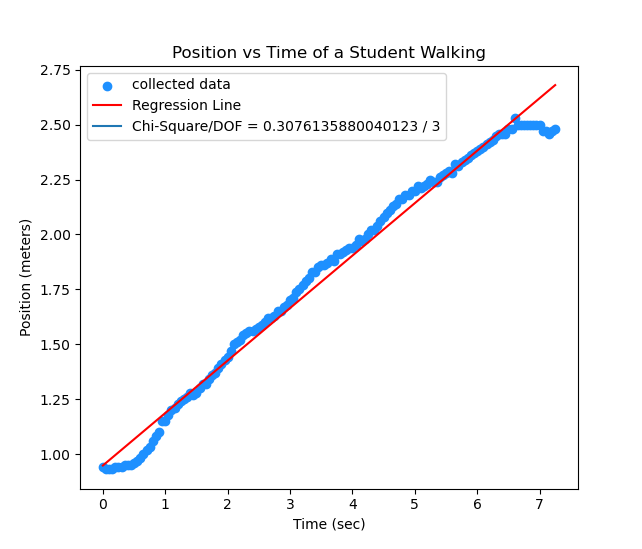 Position vs Time of a Student Walking
collected data
Regression Line
Chi-Square/DOF = 0.3076135880040123 / 3
2.75
2.50
2.25
2.00
1.75
1.50
1.25
1.00
Position (meters)
0 1 2 3 4 5 6 7
Time (sec)